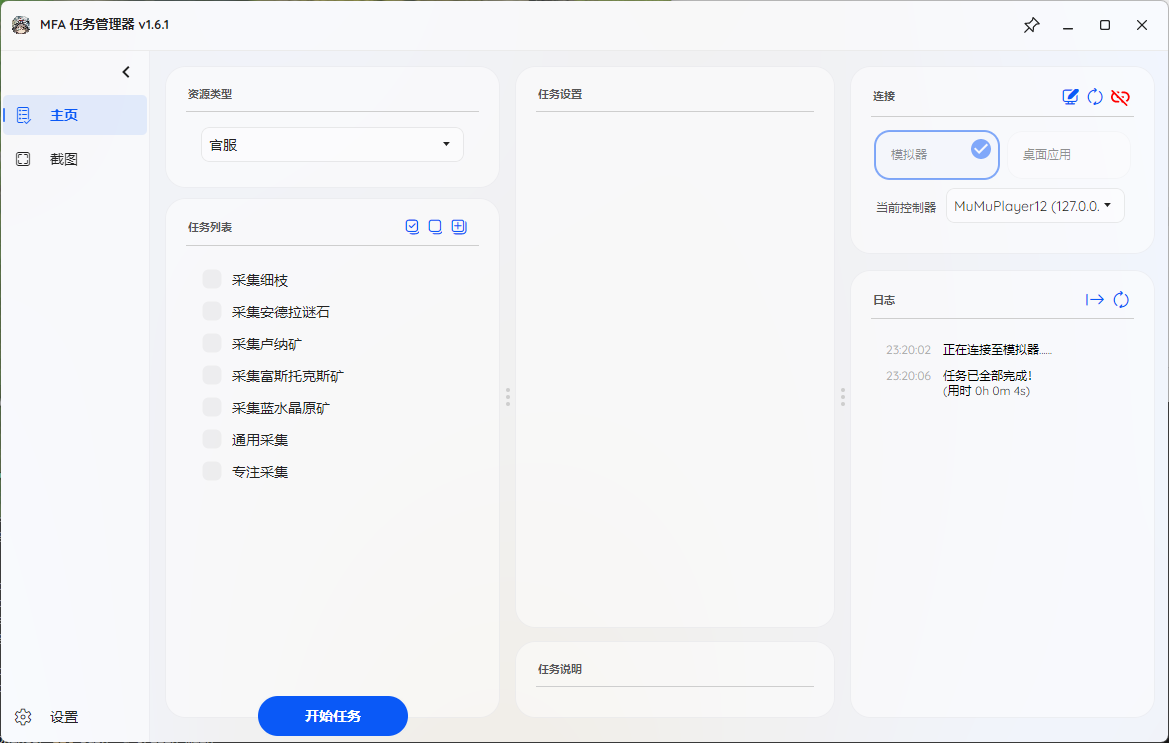 MFA 任务管理器 v1.6.1
主页
截图
设置
资源类型
官服
任务列表
采集细枝
采集安德拉谜石
采集卢纳矿
采集富斯托克斯矿
采集蓝水晶原矿
通用采集
专注采集
开始任务
任务设置
任务说明
连接
模拟器
桌面应用
当前控制器
MuMuPlayer12 (127.0.0.
日志
23:20:02 正在连接至模拟器......
23:20:06 任务已全部完成!
(用时 0h 0m 4s)